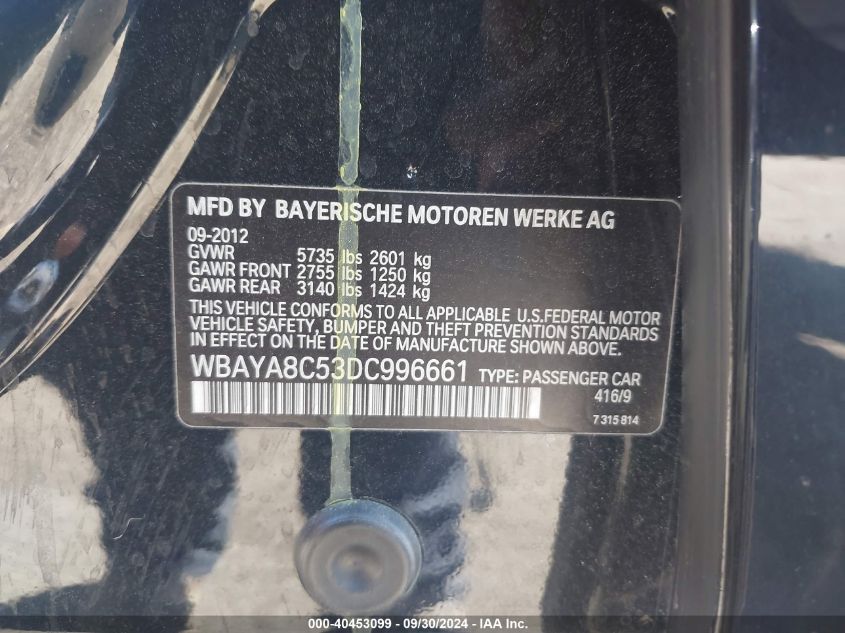 MFD BY BAYERISCHE MOTOREN WERKE AG
09-2012
GVWR 5735 lbs 2601 kg
GAWR FRONT 2755 lbs 1250 kg
GAWR REAR 3140 lbs 1424 kg
THIS VEHICLE CONFORMS TO ALL APPLICABLE U.S.FEDERAL MOTOR
VEHICLE SAFETY, BUMPER AND THEFT PREVENTION STANDARDS
IN EFFECT ON THE DATE OF MANUFACTURE SHOWN ABOVE.
WBAYA8C53DC996661 TYPE: PASSENGER CAR
416/9
7 315 814
000-40453099 - 09/30/2024 - IAA Inc.